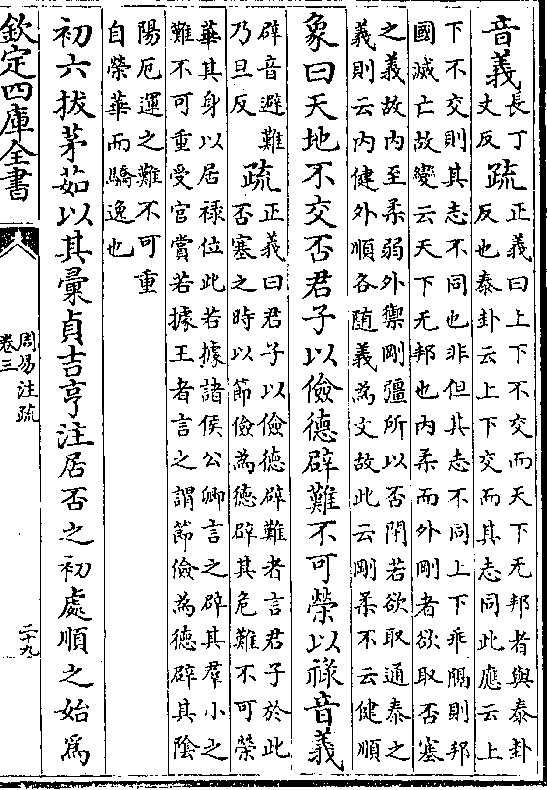 音義長丁丈反疏正義曰上下不交而天下无邦者與泰卦
反也泰卦云上下交而其志同此應云上
下不交則其志不同也非但其志不同上下乖隔則邦
國滅亡故變云天下无邦也内柔而外剛者欲取否塞
之義故内至柔弱外禦剛彊所以否閉若欲取通泰之
義則云内健外順各随義為文故此云剛柔不云健順
象曰天地不交否君子以儉德辟難不可榮以禄音義
辟音避難乃旦反疏正義曰君子以儉德辟難者言君子於此
否塞之時以節儉為德辟其危難不可榮
華其身以居禄位此若據諸侯公卿言之辟其羣小之
難不可重受官賞若據王者言之謂節儉為德辟其陰
陽厄運之難不可重
自榮華而驕逸也
初六拔茅茹以其彙貞吉亨注居否之初處順之始為
欽定四庫全書
周易注疏
卷三
二十九